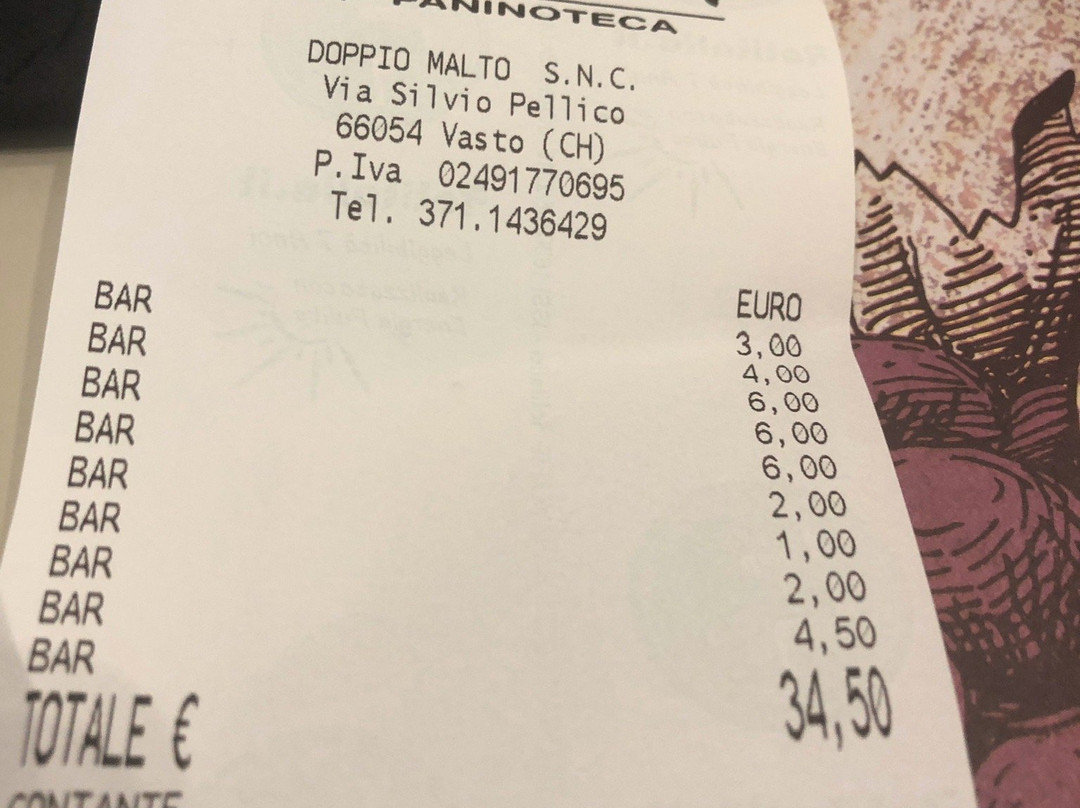 PANINOTECA
DOPPIO MALTO S.N.C.
Via Silvio Pellico
66054 Vasto (CH)
P.Iva 02491770695
Tel. 371.1436429
EURO
BAR 3,00
BAR 4,00
BAR 6,00
BAR 6,00
BAR 6,00
BAR 2,00
BAR 1,00
BAR 2,00
BAR 4,50
TOTALE € 34,50
CONTANTE